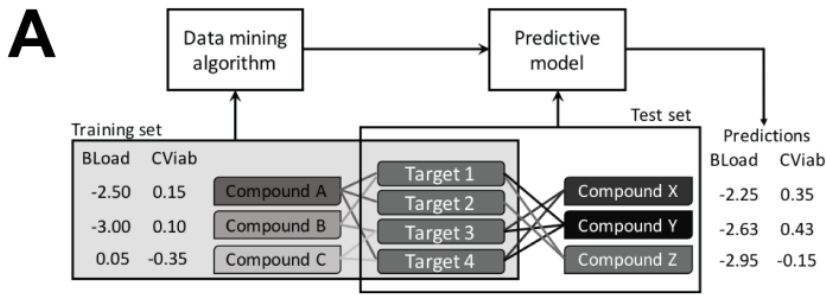 A
Data mining
algorithm
Predictive
model
Training set
Test set
Predictions
BLoad CViab
BLoad CViab
-2.50 0.15
Compound A
Target 1
Compound X
-2.25 0.35
-3.00 0.10
Compound B
Target 2
Compound Y
-2.63 0.43
0.05 -0.35
Compound C
Target 3
Compound Z
-2.95 -0.15
Target 4